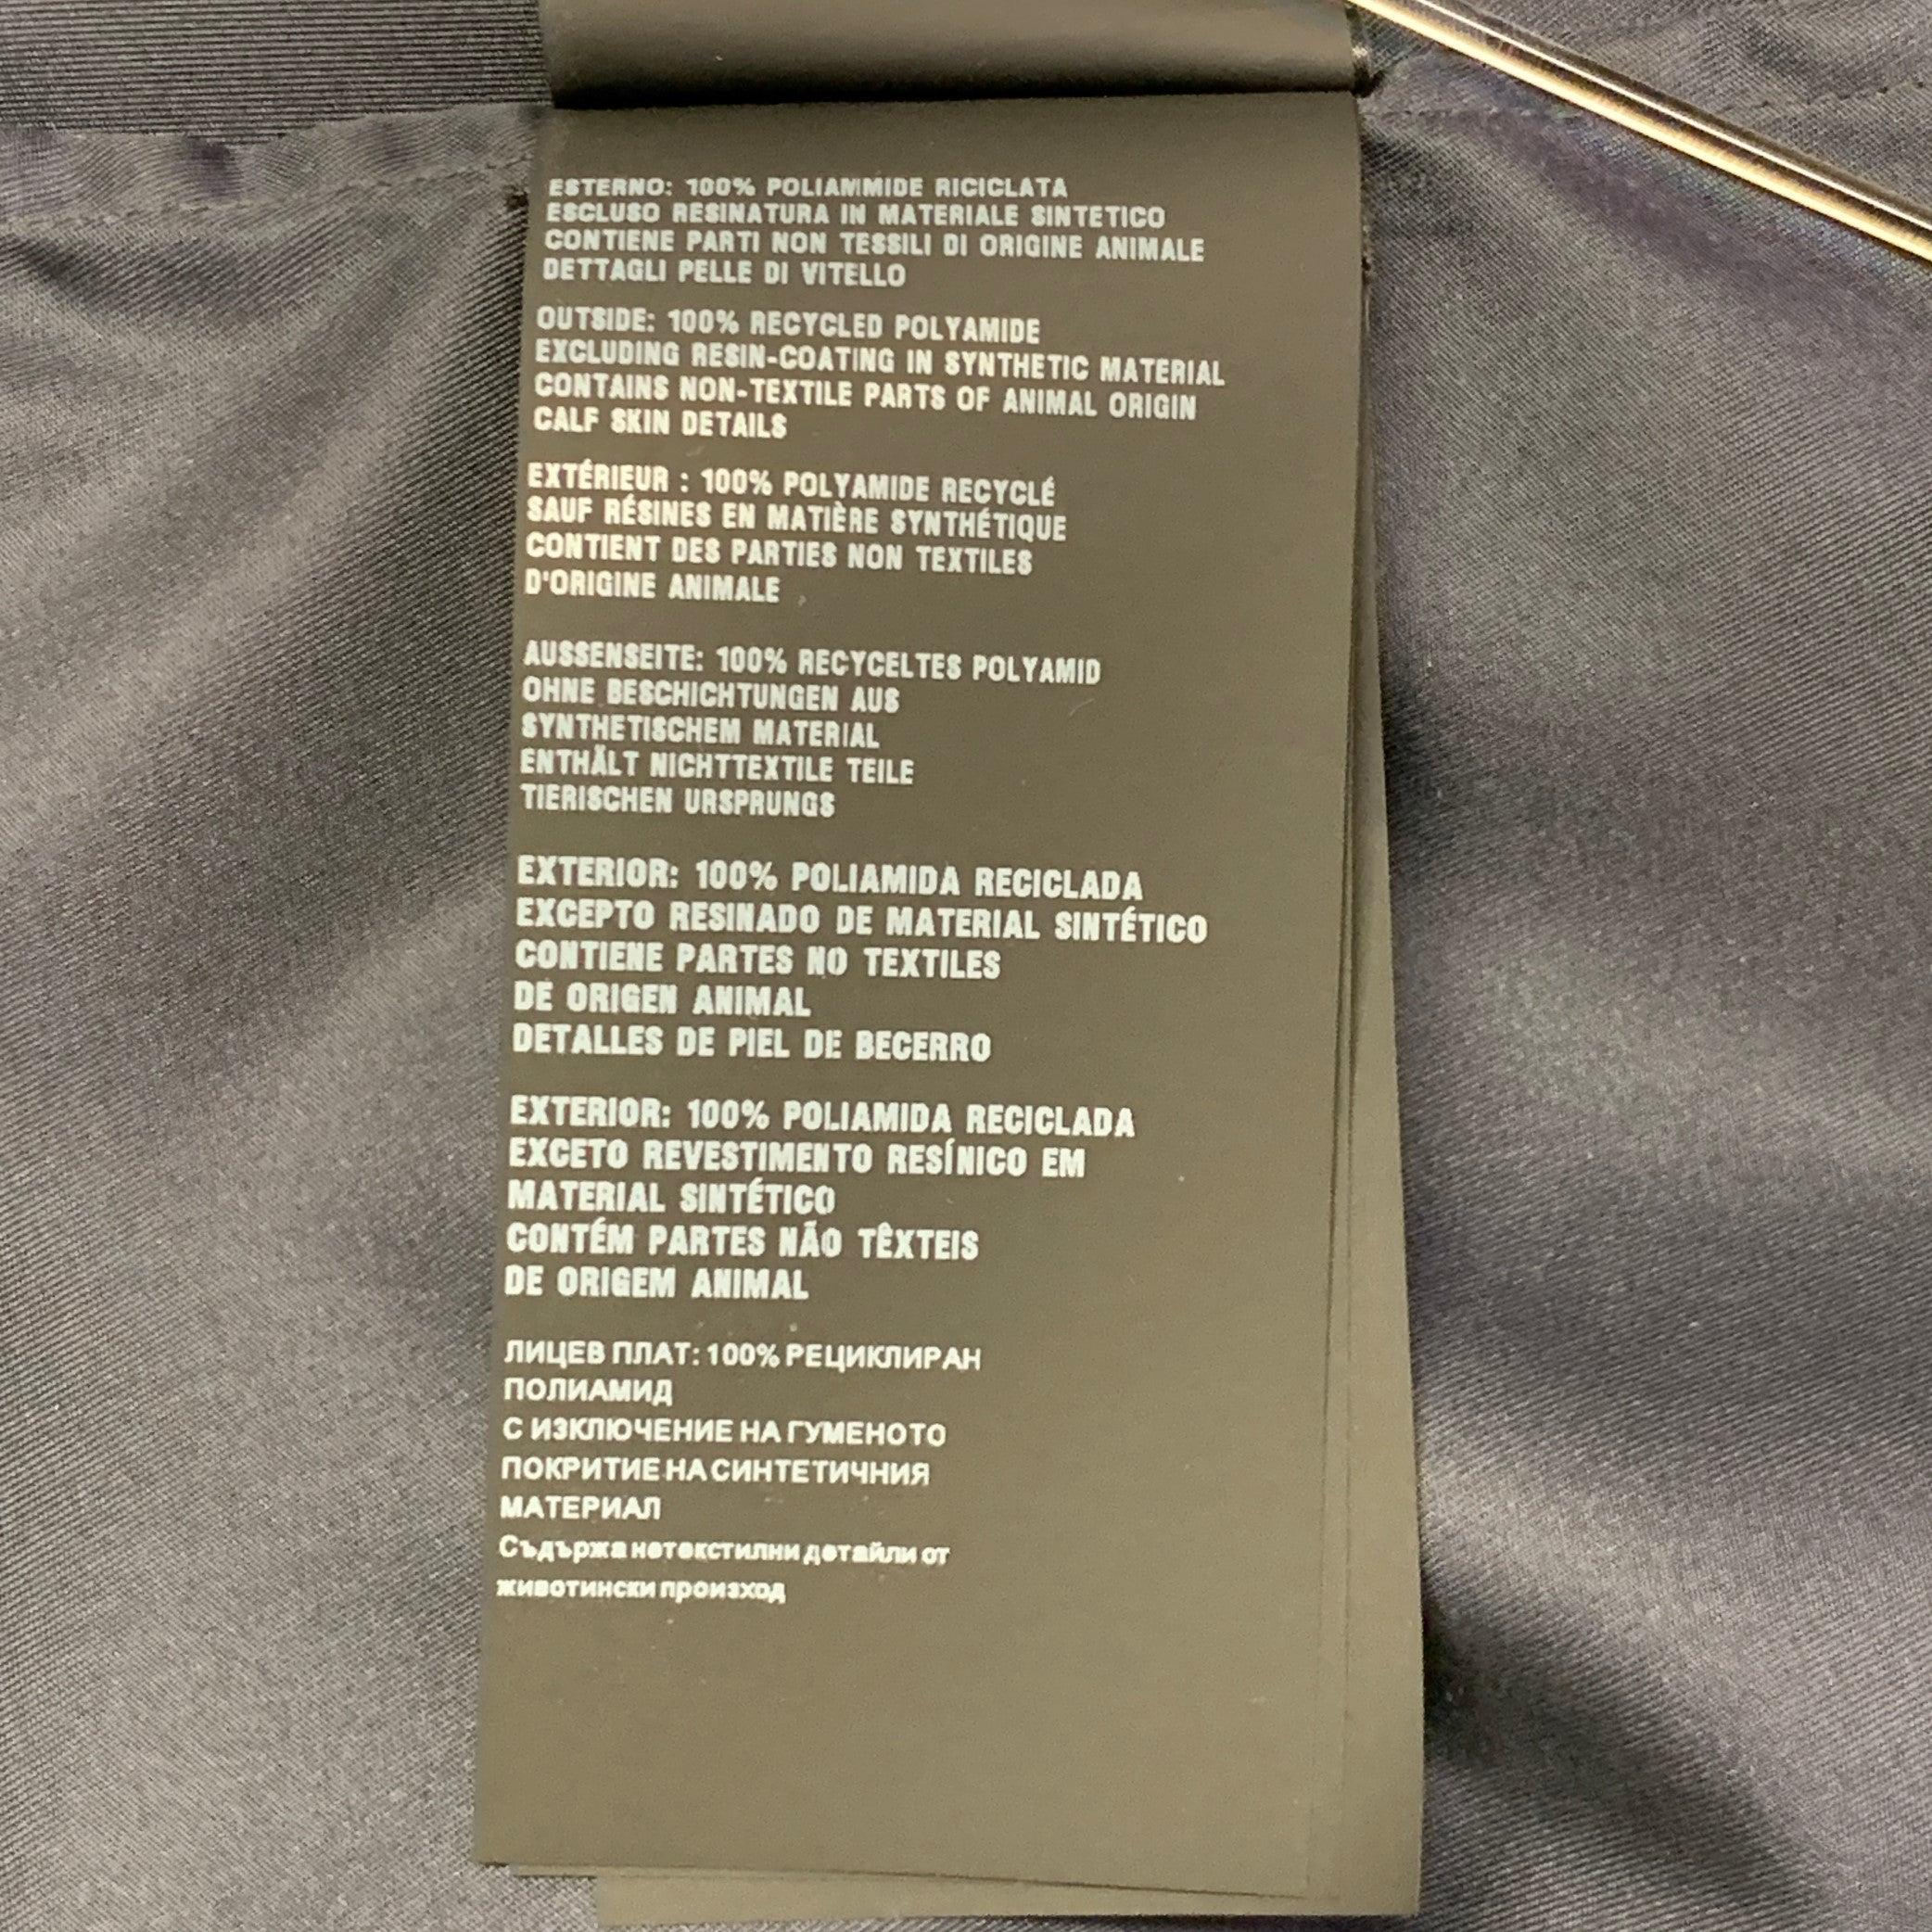 ESTERNO: 100% POLIAMMIDE RICICLATA
ESCLUSO RESINATURA IN MATERIALE SINTETICO
CONTIENE PARTI NON TESSILI DI ORIGINE ANIMALE
DETTAGLI PELLE DI VITELLO
OUTSIDE: 100% RECYCLED POLYAMIDE
EXCLUDING RESIN-COATING IN SYNTHETIC MATERIAL
CONTAINS NON-TEXTILE PARTS OF ANIMAL ORIGIN
CALF SKIN DETAILS
EXTÉRIEUR : 100% POLYAMIDE RECYCLÉ
SAUF RÉSINES EN MATIÈRE SYNTHÉTIQUE
CONTIENT DES PARTIES NON TEXTILES
D'ORIGINE ANIMALE
AUSSENSEITE: 100% RECYCELTES POLYAMID
OHNE BESCHICHTUNGEN AUS
SYNTHETISCHEM MATERIAL
ENTHÄLT NICHTTEXTILE TEILE
TIERISCHEN URSPRUNGS
EXTERIOR: 100% POLIAMIDA RECICLADA
EXCEPTO RESINADO DE MATERIAL SINTÉTICO
CONTIENE PARTES NO TEXTILES
DE ORIGEN ANIMAL
DETALLES DE PIEL DE BECERRO
EXTERIOR: 100% POLIAMIDA RECICLADA
EXCETO REVESTIMENTO RESÍNICO EM
MATERIAL SINTÉTICO
CONTÉM PARTES NÃO TÊXTEIS
DE ORIGEM ANIMAL
ЛИЦЕВ ПЛАТ: 100% РЕЦИКЛИРАН
ПОЛИАМИД
С ИЗКЛЮЧЕНИЕ НА ГУМЕНОТО
ПОКРИТИЕ НА СИНТЕТИЧНИЯ
МАТЕРИАЛ
Съдържа нетекстилни детайли от
животински произход